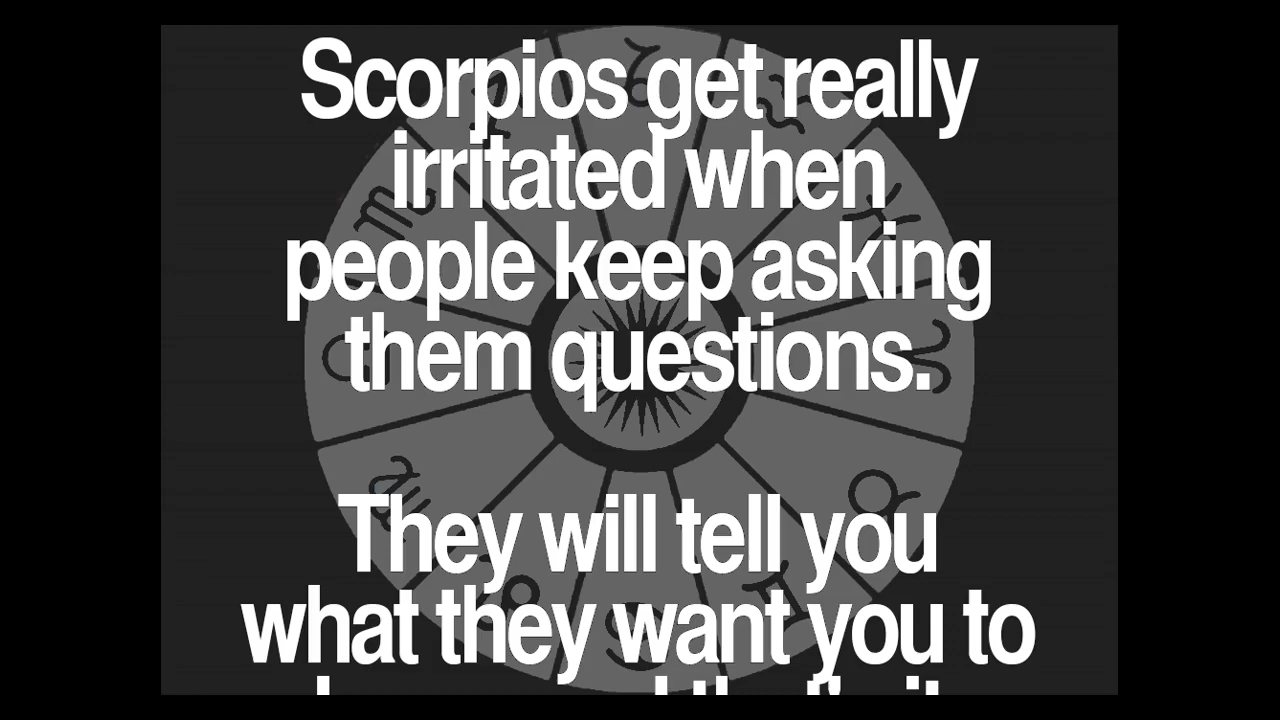 Scorpios get really
irritated when
people keep asking
them questions.
They will tell you
what they want you to